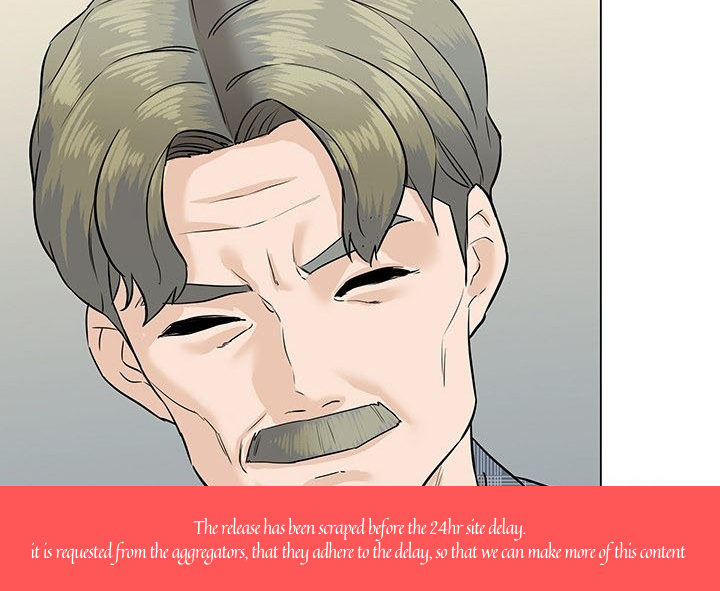 The release has been scraped before the 24hr site delay.
it is requested from the aggregators, that they adhere to the delay, so that we can make more of this content